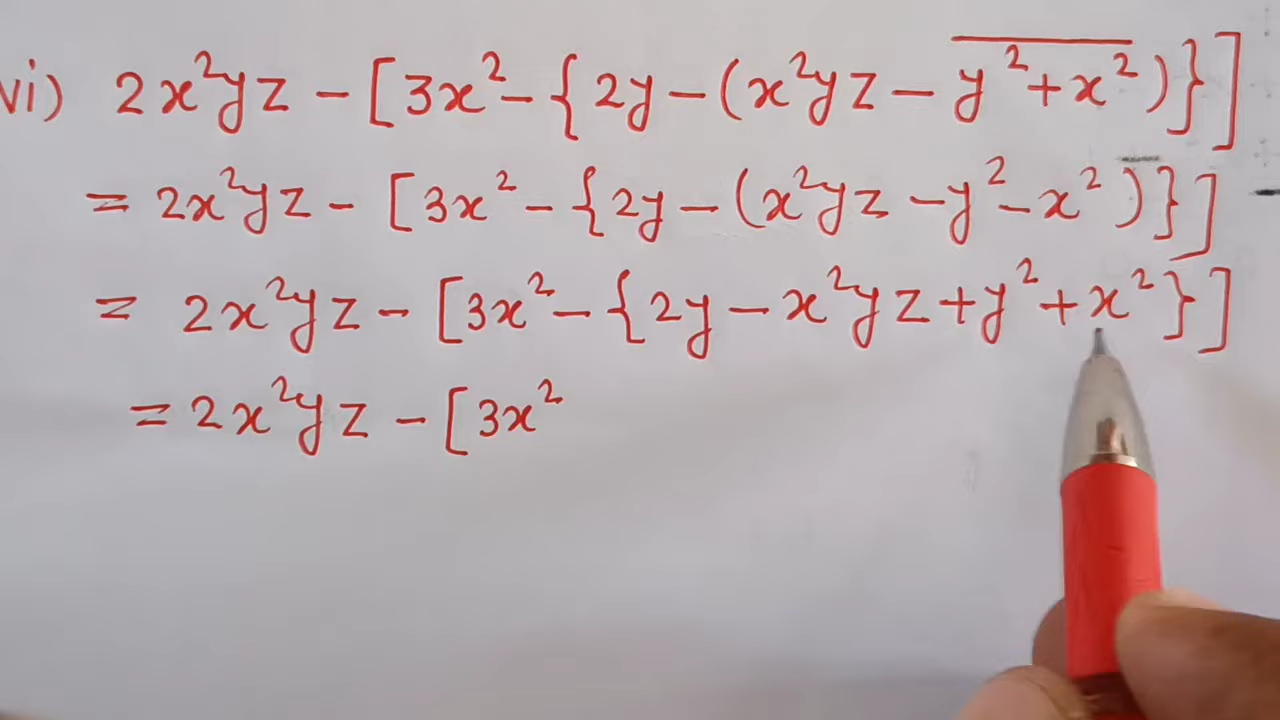 vi) 2x²yz − [3x² − {2y − (x²yz − y̅²̅ ̅+̅ ̅x̅²̅)}]
= 2x²yz − [3x² − {2y − (x²yz − y² − x²)}]
= 2x²yz − [3x² − {2y − x²yz + y² + x²}]
= 2x²yz − [3x²